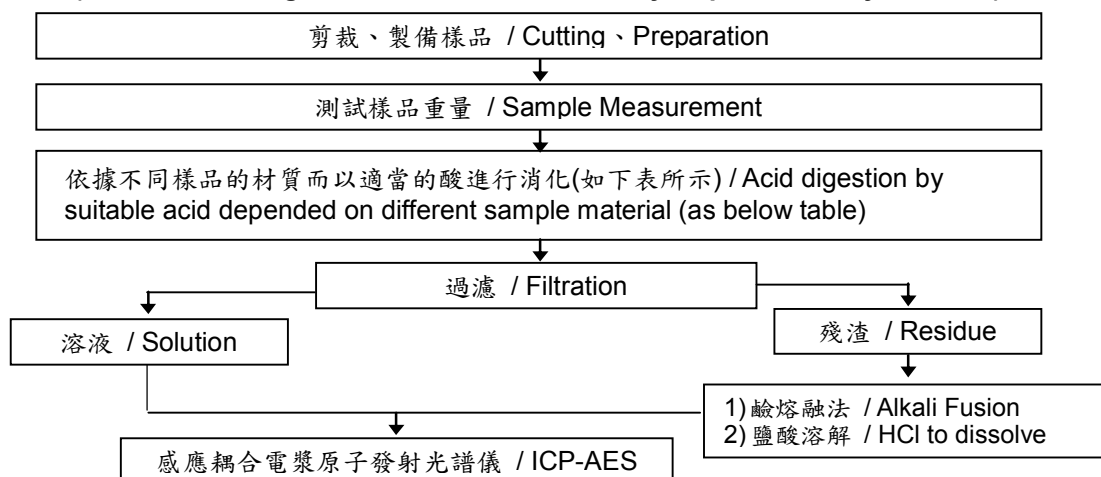 剪裁、製備樣品 / Cutting、Preparation
測試樣品重量 / Sample Measurement
依據不同樣品的材質而以適當的酸進行消化(如下表所示) / Acid digestion by
suitable acid depended on different sample material (as below table)
過濾 / Filtration
溶液 / Solution
殘渣 / Residue
1) 鹼熔融法 / Alkali Fusion
2) 鹽酸溶解 / HCl to dissolve
感應耦合電漿原子發射光譜儀 / ICP-AES